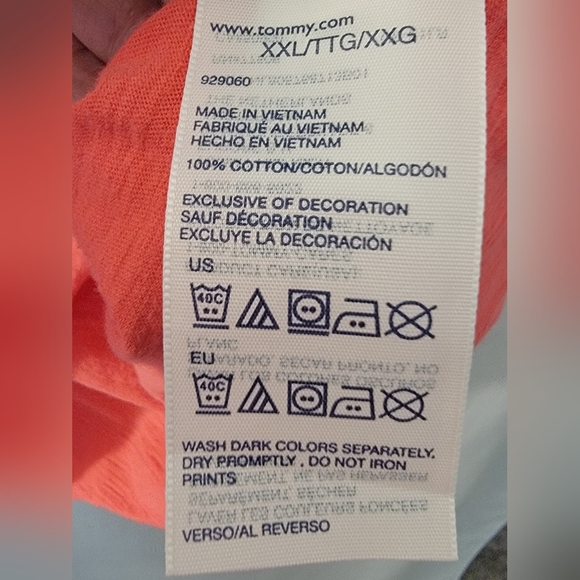 www.tommy.com
XXL/TTG/XXG
929060
MADE IN VIETNAM
FABRIQUÉ AU VIETNAM
HECHO EN VIETNAM
100% COTTON/COTON/ALGODÓN
EXCLUSIVE OF DECORATION
SAUF DÉCORATION
EXCLUYE LA DECORACIÓN
US
40C
EU
40C
WASH DARK COLORS SEPARATELY.
DRY PROMPTLY . DO NOT IRON
PRINTS
VERSO/AL REVERSO